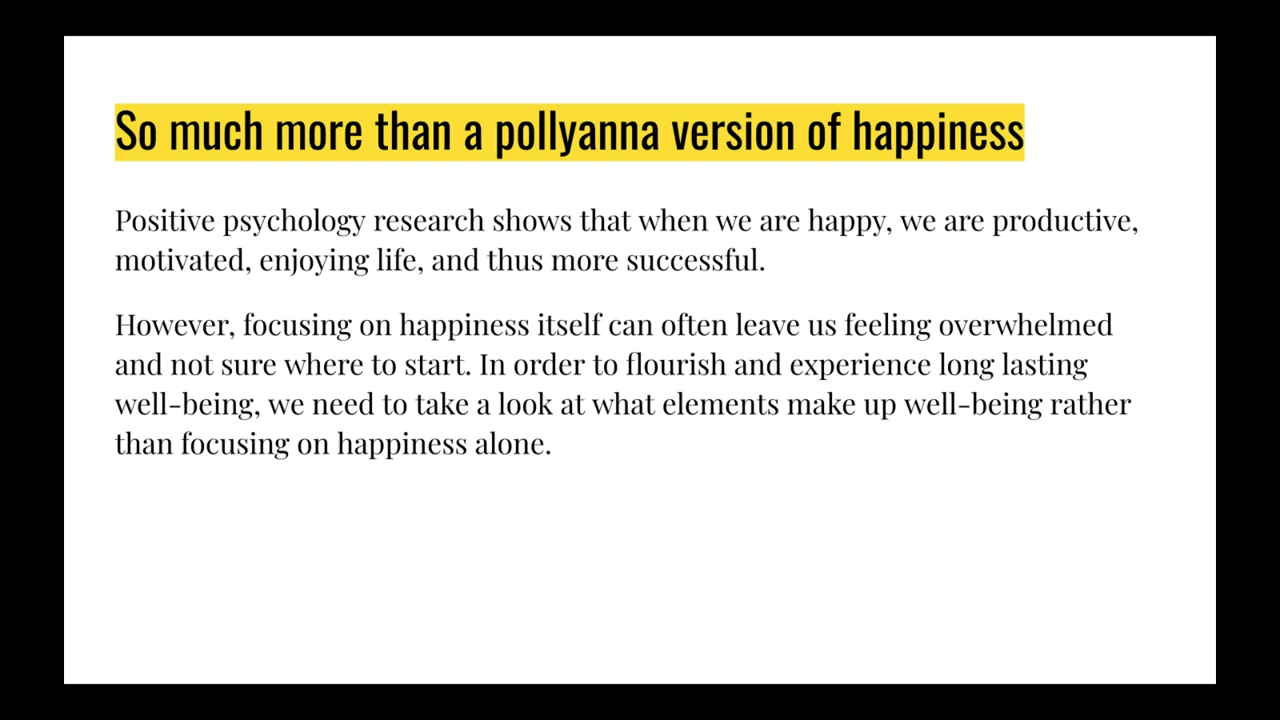 So much more than a pollyanna version of happiness
Positive psychology research shows that when we are happy, we are productive,
motivated, enjoying life, and thus more successful.
However, focusing on happiness itself can often leave us feeling overwhelmed
and not sure where to start. In order to flourish and experience long lasting
well-being, we need to take a look at what elements make up well-being rather
than focusing on happiness alone.